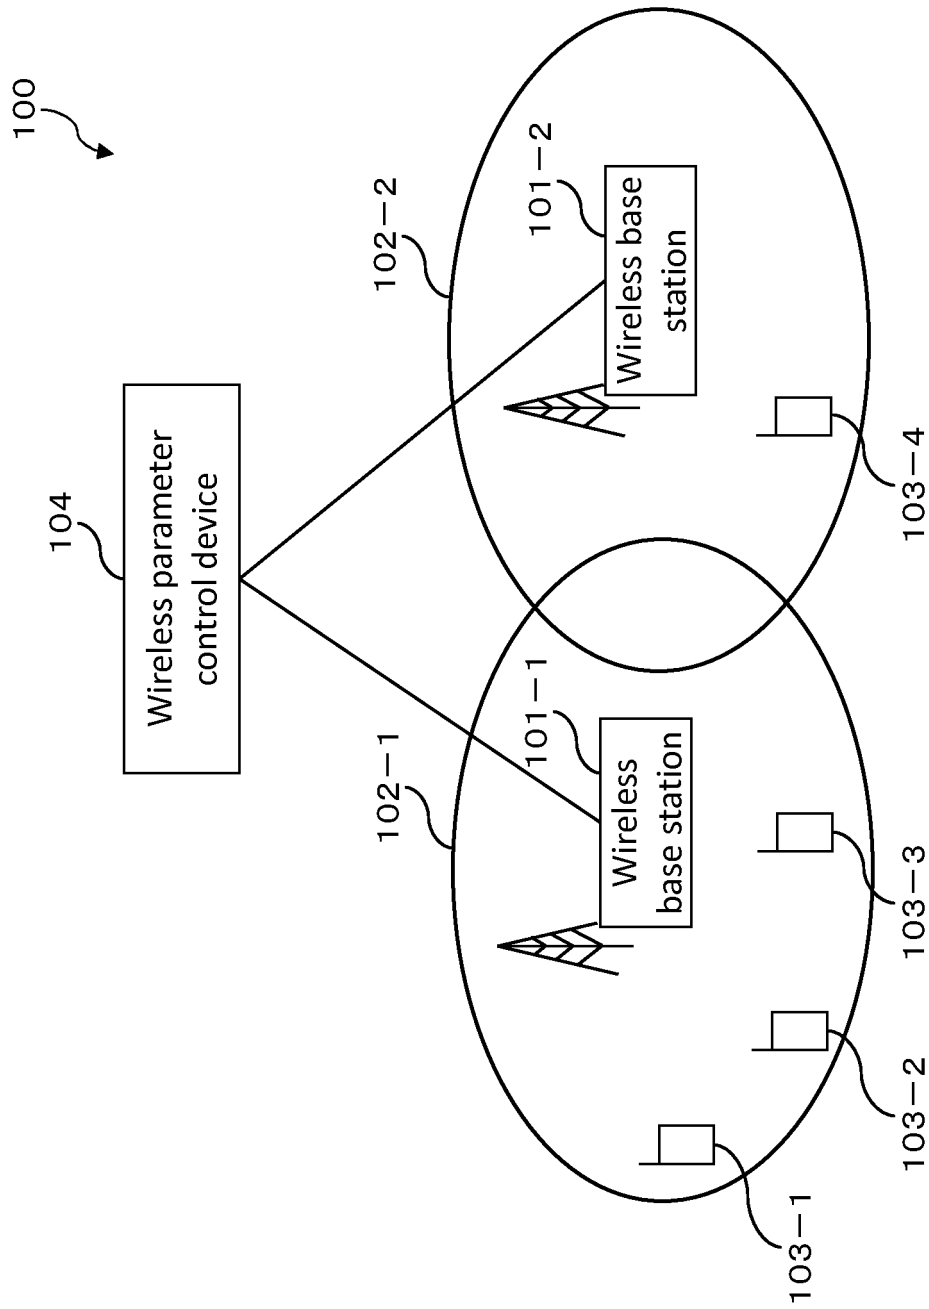 100
104
Wireless parameter
control device
102−1
102−2
101−1
Wireless
base station
101−2
Wireless base
station
103−1
103−2
103−3
103−4